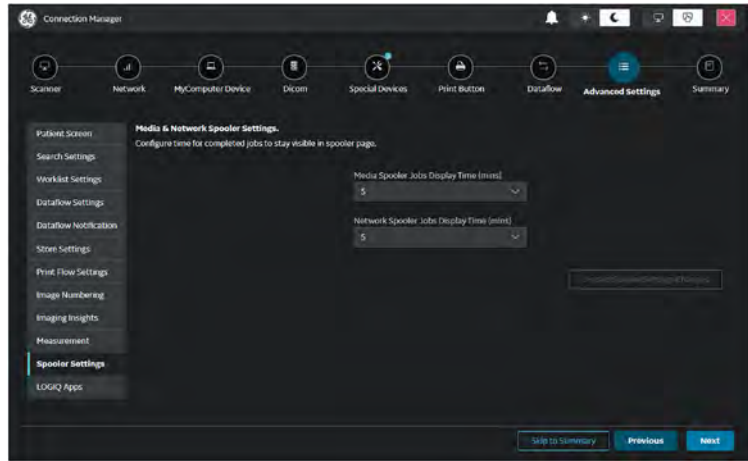 Connection Manager
Scanner Network MyComputer Device Dicom Special Devices Print Button Dataflow Advanced Settings Summary
Patient Screen
Search Settings
Worklist Settings
Dataflow Settings
Dataflow Notification
Store Settings
Print Flow Settings
Image Numbering
Imaging Insights
Measurement
Spooler Settings
LOGIQ Apps
Media & Network Spooler Settings.
Configure time for completed jobs to stay visible in spooler page.
Media Spooler Jobs Display Time (mins)
5
Network Spooler Jobs Display Time (mins)
5
Skip to Summary Previous Next